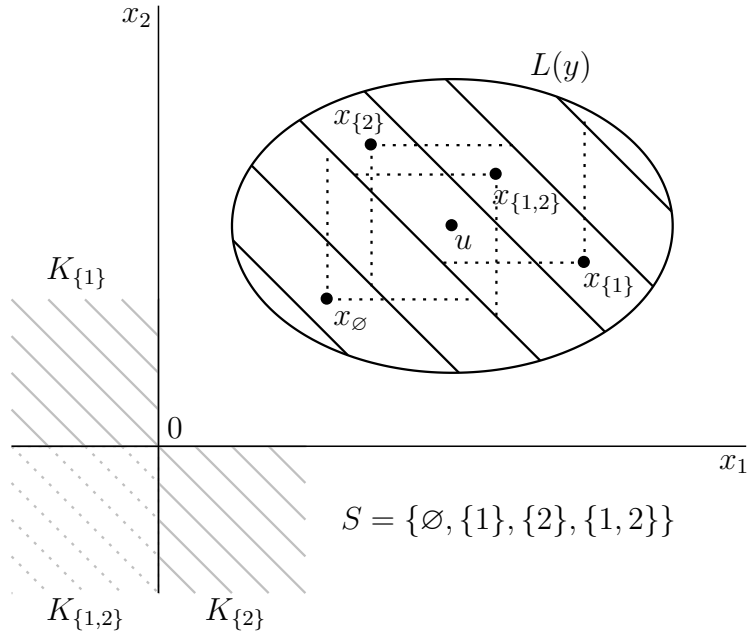 x_2
L(y)
x_{\{2\}}
x_{\{1,2\}}
u
x_{\{1\}}
K_{\{1\}}
x_∅
0
x_1
S = {∅, {1}, {2}, {1, 2}}
K_{\{1,2\}}
K_{\{2\}}